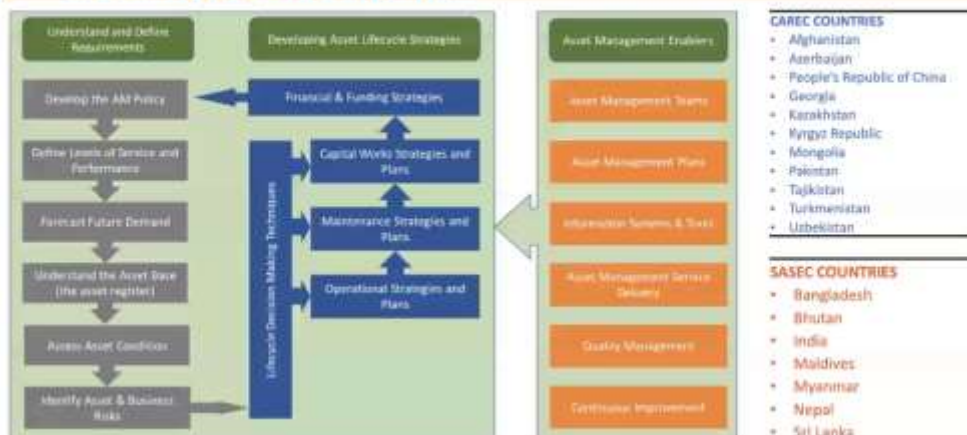 Understand and Define
Requirements
Develop the AM Policy
Define Levels of Service and
Performance
Forecast Future Demand
Understand the Asset Base
(the asset register)
Assess Asset Condition
Identify Asset & Business
Risks
Developing Asset Lifecycle Strategies
Financial & Funding Strategies
Lifecycle Decision Making Techniques
Capital Works Strategies and
Plans
Maintenance Strategies and
Plans
Operational Strategies and
Plans
Asset Management Enablers
Asset Management Teams
Asset Management Plans
Information Systems & Tools
Asset Management Service
Delivery
Quality Management
Continuous Improvement
CAREC COUNTRIES
• Afghanistan
• Azerbaijan
• People's Republic of China
• Georgia
• Kazakhstan
• Kyrgyz Republic
• Mongolia
• Pakistan
• Tajikistan
• Turkmenistan
• Uzbekistan
SASEC COUNTRIES
• Bangladesh
• Bhutan
• India
• Maldives
• Myanmar
• Nepal
• Sri Lanka